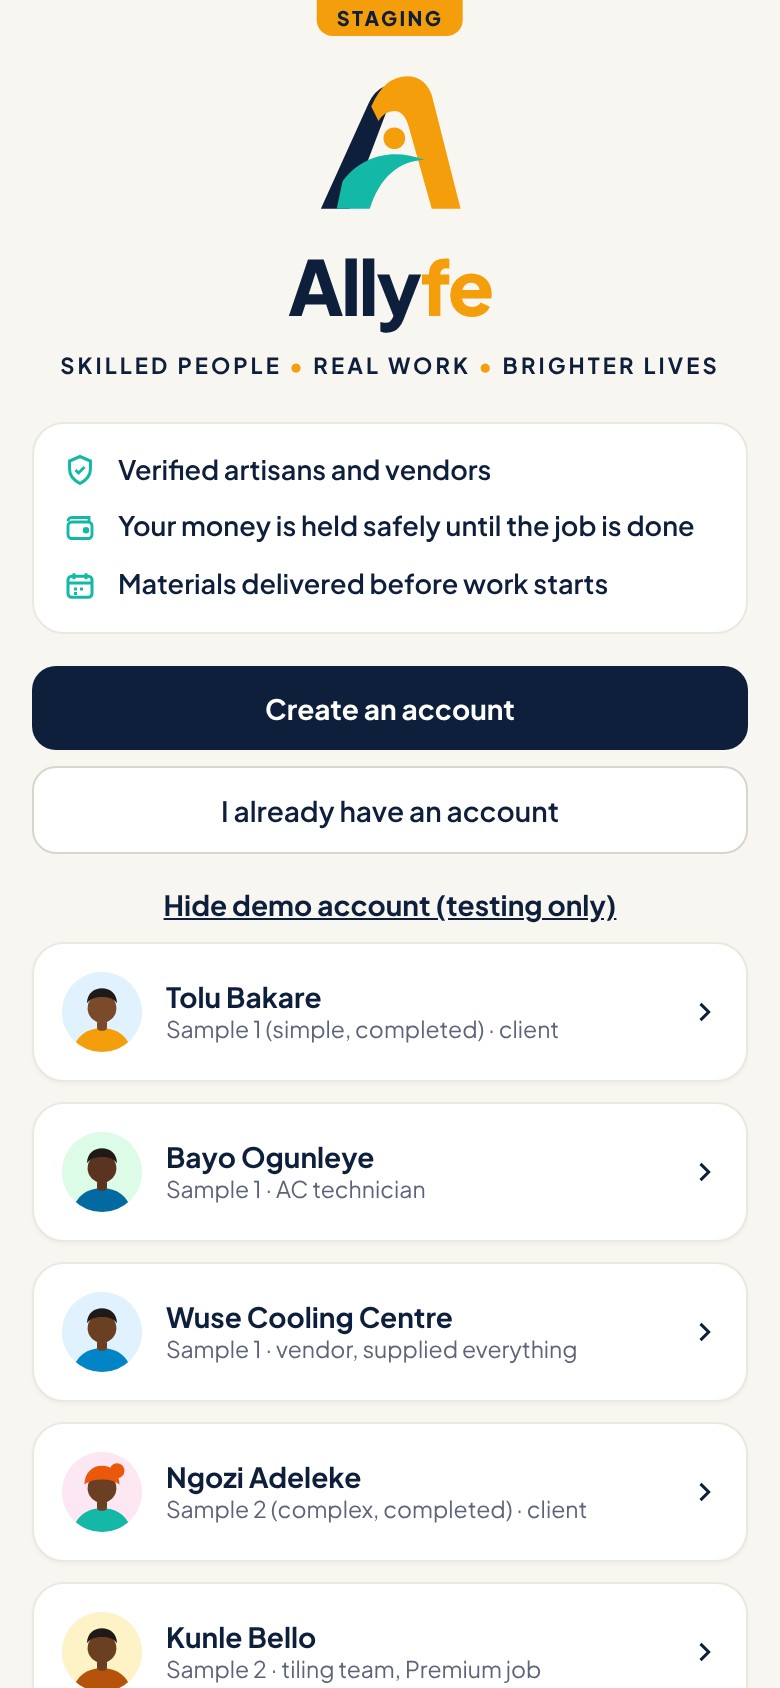 STAGING
Allyfe
SKILLED PEOPLE • REAL WORK • BRIGHTER LIVES
Verified artisans and vendors
Your money is held safely until the job is done
Materials delivered before work starts
Create an account
I already have an account
Hide demo account (testing only)
Tolu Bakare
Sample 1 (simple, completed) · client
Bayo Ogunleye
Sample 1 · AC technician
Wuse Cooling Centre
Sample 1 · vendor, supplied everything
Ngozi Adeleke
Sample 2 (complex, completed) · client
Kunle Bello
Sample 2 · tiling team, Premium job